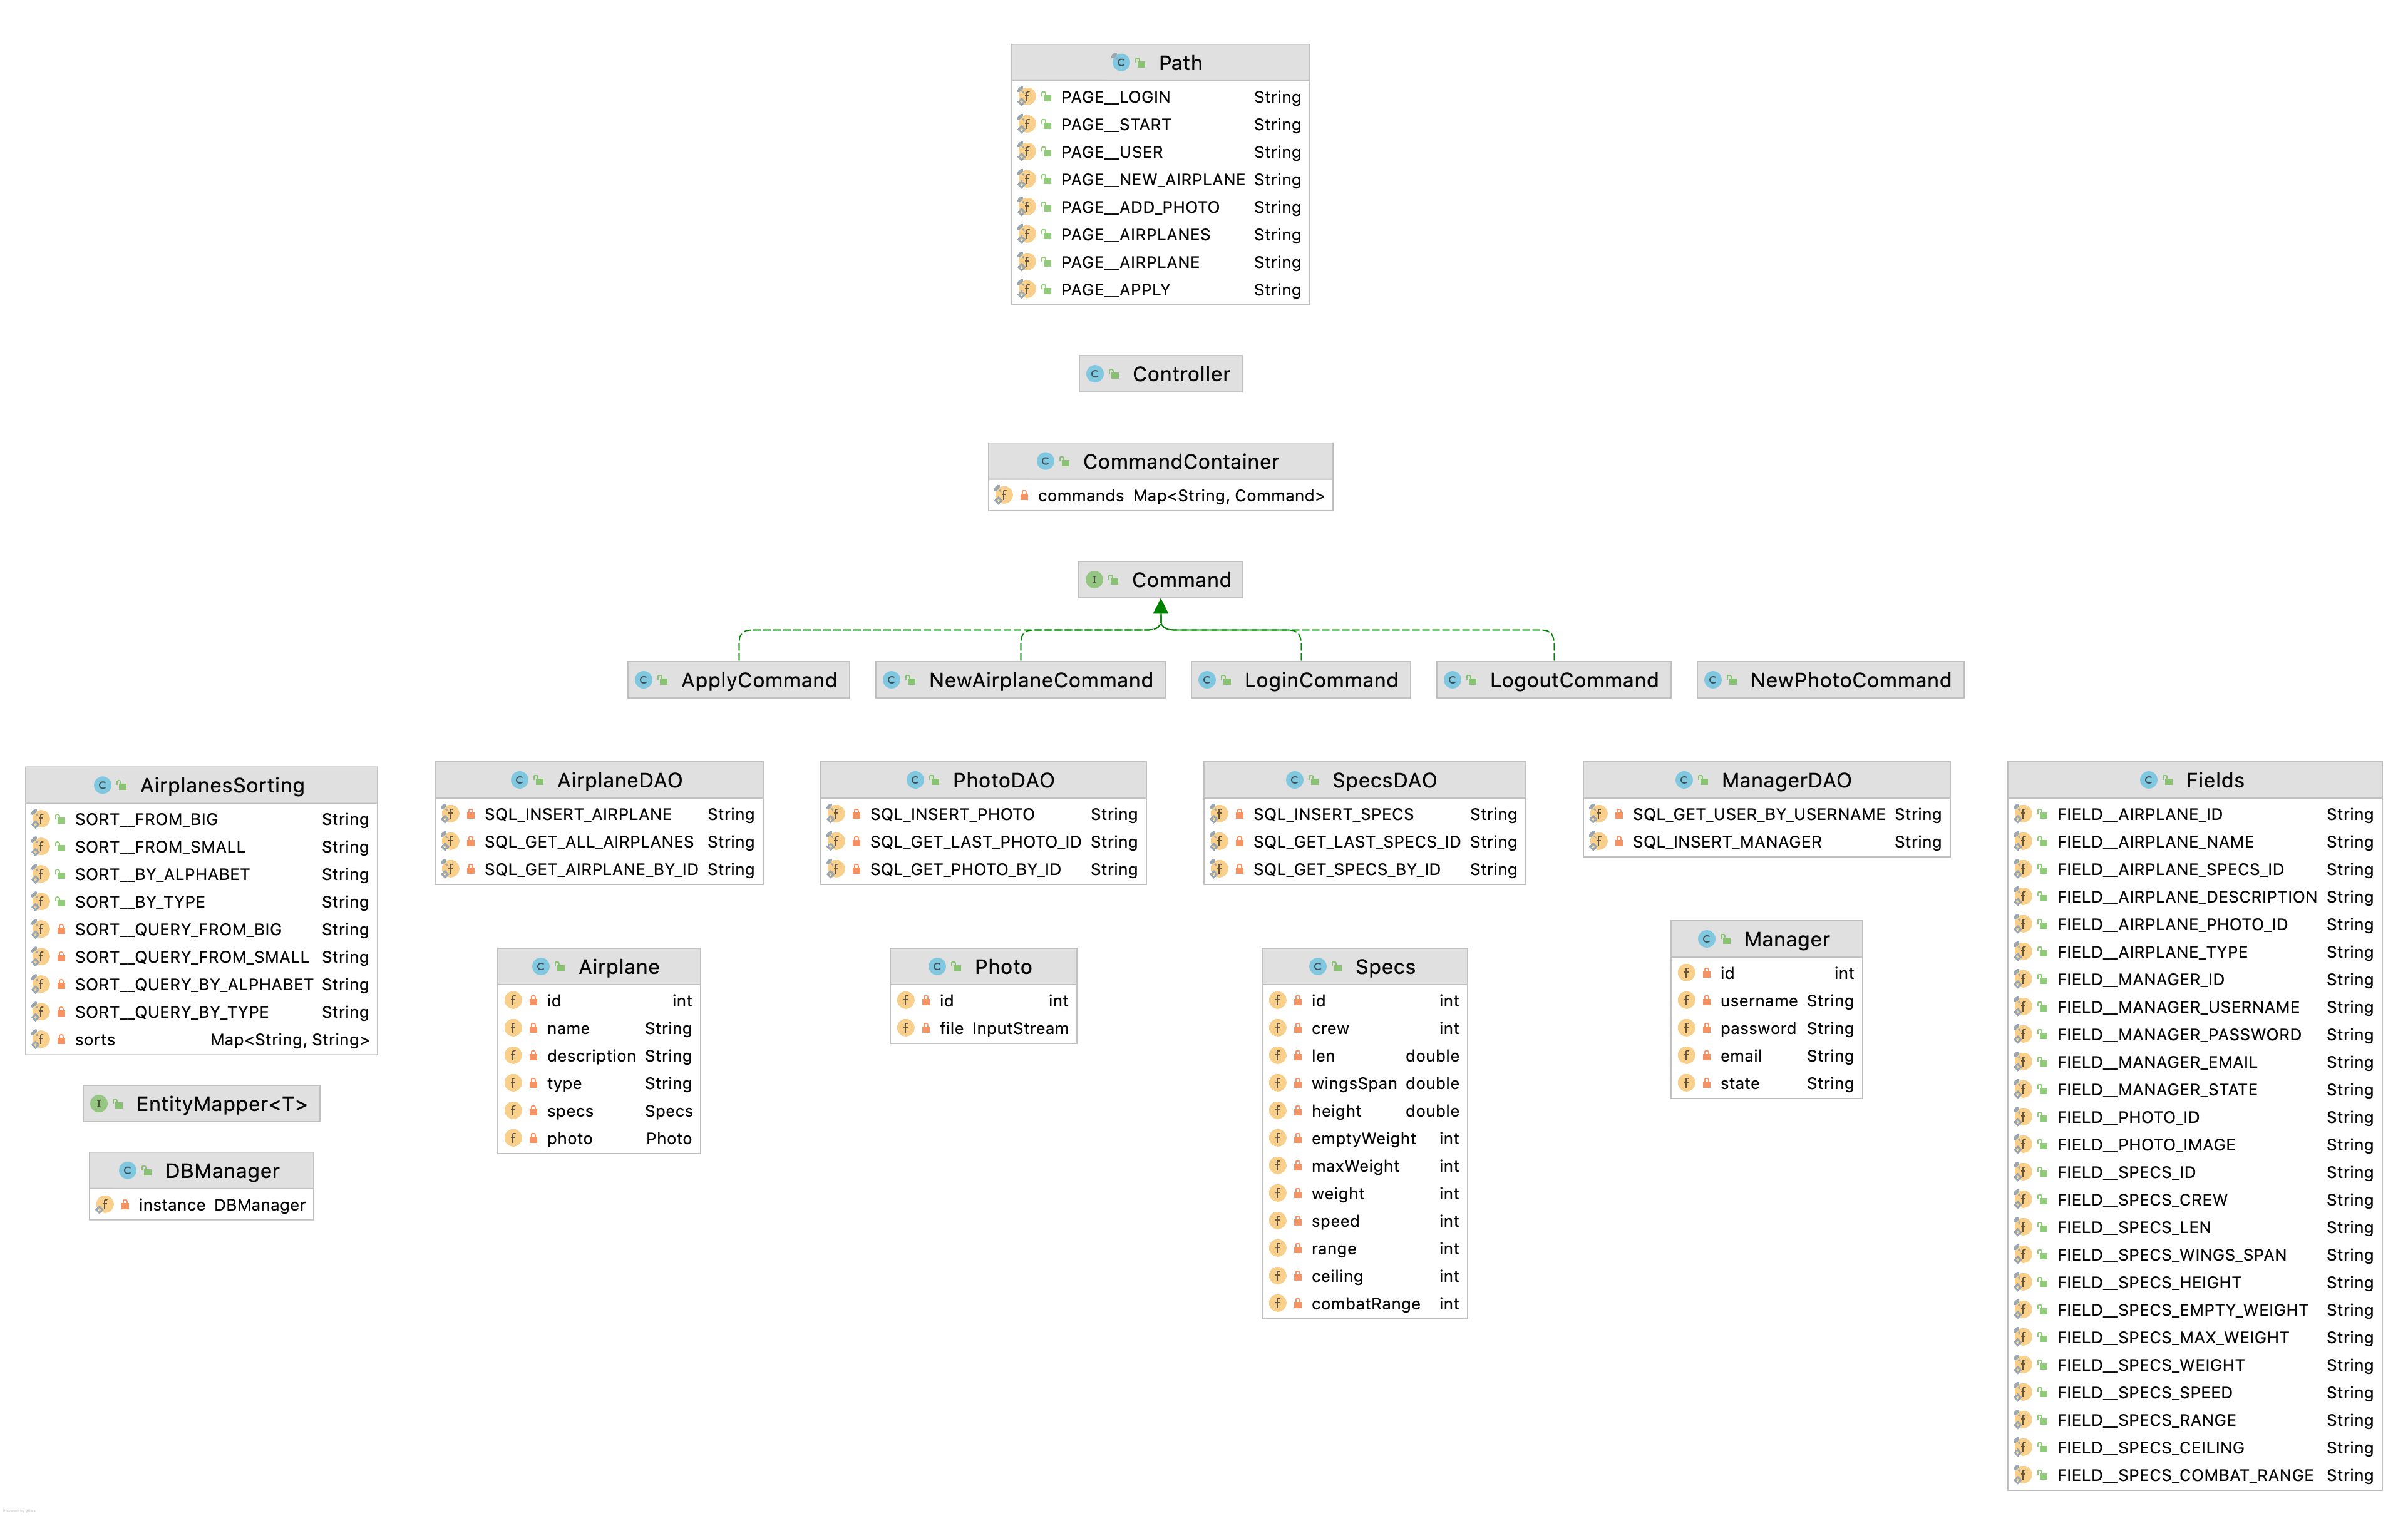 Path
PAGE__LOGIN String
PAGE__START String
PAGE__USER String
PAGE__NEW_AIRPLANE String
PAGE__ADD_PHOTO String
PAGE__AIRPLANES String
PAGE__AIRPLANE String
PAGE__APPLY String
Controller
CommandContainer
commands Map<String, Command>
Command
ApplyCommand
NewAirplaneCommand
LoginCommand
LogoutCommand
NewPhotoCommand
AirplanesSorting
SORT__FROM_BIG String
SORT__FROM_SMALL String
SORT__BY_ALPHABET String
SORT__BY_TYPE String
SORT__QUERY_FROM_BIG String
SORT__QUERY_FROM_SMALL String
SORT__QUERY_BY_ALPHABET String
SORT__QUERY_BY_TYPE String
sorts Map<String, String>
EntityMapper<T>
DBManager
instance DBManager
AirplaneDAO
SQL_INSERT_AIRPLANE String
SQL_GET_ALL_AIRPLANES String
SQL_GET_AIRPLANE_BY_ID String
Airplane
id int
name String
description String
type String
specs Specs
photo Photo
PhotoDAO
SQL_INSERT_PHOTO String
SQL_GET_LAST_PHOTO_ID String
SQL_GET_PHOTO_BY_ID String
Photo
id int
file InputStream
SpecsDAO
SQL_INSERT_SPECS String
SQL_GET_LAST_SPECS_ID String
SQL_GET_SPECS_BY_ID String
Specs
id int
crew int
len double
wingsSpan double
height double
emptyWeight int
maxWeight int
weight int
speed int
range int
ceiling int
combatRange int
ManagerDAO
SQL_GET_USER_BY_USERNAME String
SQL_INSERT_MANAGER String
Manager
id int
username String
password String
email String
state String
Fields
FIELD__AIRPLANE_ID String
FIELD__AIRPLANE_NAME String
FIELD__AIRPLANE_SPECS_ID String
FIELD__AIRPLANE_DESCRIPTION String
FIELD__AIRPLANE_PHOTO_ID String
FIELD__AIRPLANE_TYPE String
FIELD__MANAGER_ID String
FIELD__MANAGER_USERNAME String
FIELD__MANAGER_PASSWORD String
FIELD__MANAGER_EMAIL String
FIELD__MANAGER_STATE String
FIELD__PHOTO_ID String
FIELD__PHOTO_IMAGE String
FIELD__SPECS_ID String
FIELD__SPECS_CREW String
FIELD__SPECS_LEN String
FIELD__SPECS_WINGS_SPAN String
FIELD__SPECS_HEIGHT String
FIELD__SPECS_EMPTY_WEIGHT String
FIELD__SPECS_MAX_WEIGHT String
FIELD__SPECS_WEIGHT String
FIELD__SPECS_SPEED String
FIELD__SPECS_RANGE String
FIELD__SPECS_CEILING String
FIELD__SPECS_COMBAT_RANGE String